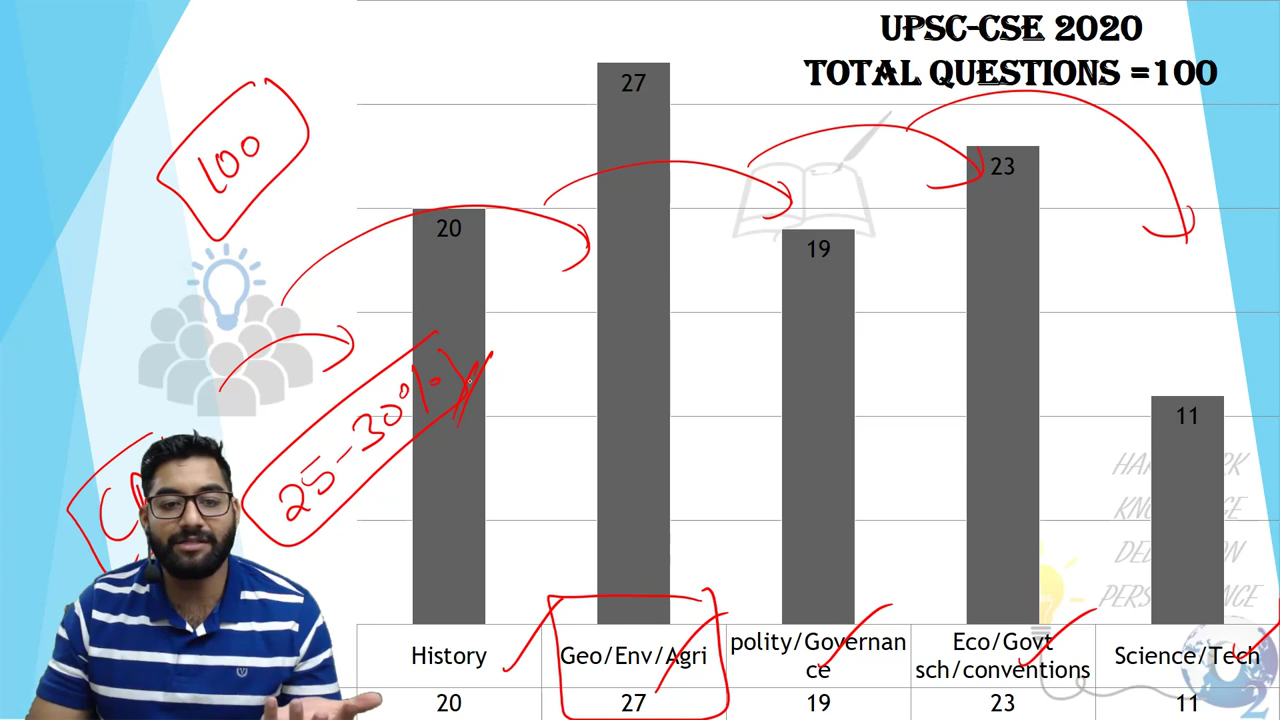 UPSC-CSE 2020
TOTAL QUESTIONS =100
100
27
23
20
19
25-30%
11
History
Geo/Env/Agri
polity/Governan
ce
Eco/Govt
sch/conventions
Science/Tech
20
27
19
23
11